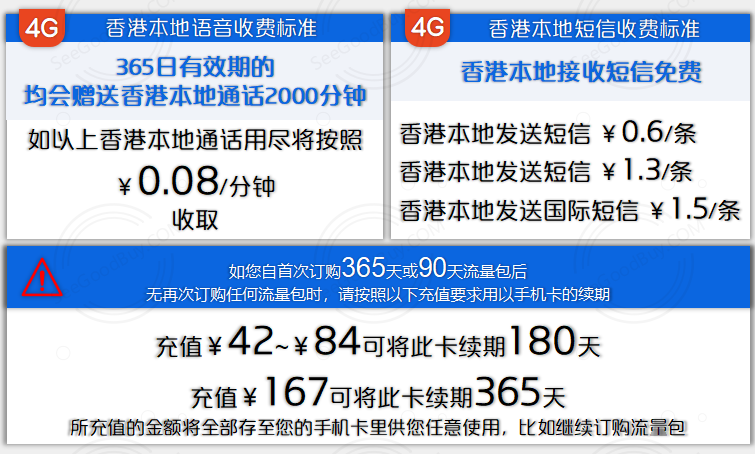 4G 香港本地语音收费标准
365日有效期的
均会赠送香港本地通话2000分钟
如以上香港本地通话用尽将按照
¥0.08/分钟
收取
4G 香港本地短信收费标准
香港本地接收短信免费
香港本地发送短信 ¥0.6/条
香港本地发送短信 ¥1.3/条
香港本地发送国际短信 ¥1.5/条
如您自首次订购365天或90天流量包后
无再次订购任何流量包时，请按照以下充值要求用以手机卡的续期
充值¥42~¥84可将此卡续期180天
充值¥167可将此卡续期365天
所充值的金额将全部存至您的手机卡里供您任意使用，比如继续订购流量包